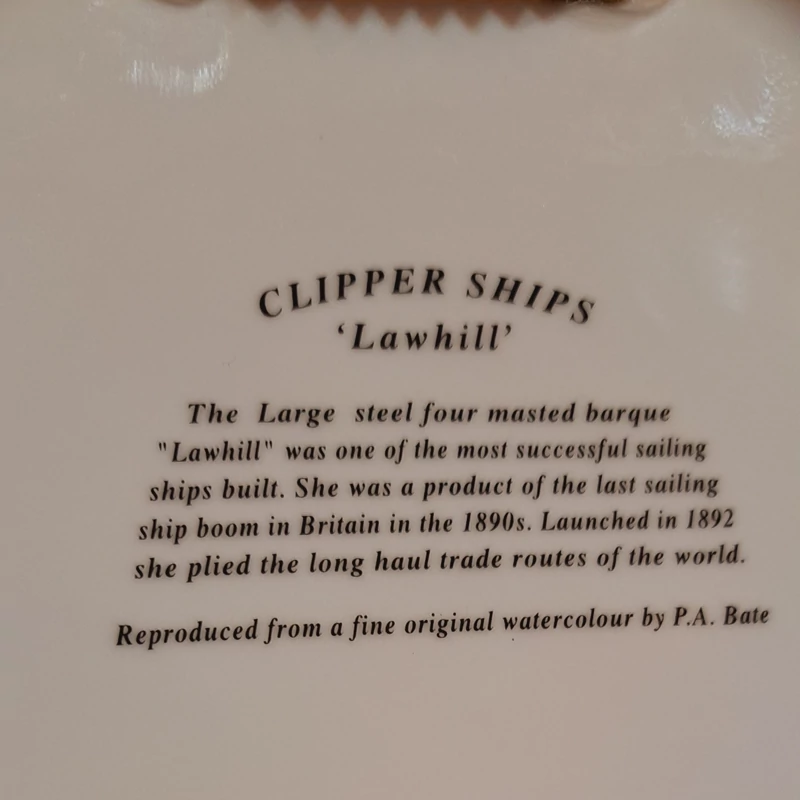 CLIPPER SHIPS
‘Lawhill’
The Large steel four masted barque
"Lawhill" was one of the most successful sailing
ships built. She was a product of the last sailing
ship boom in Britain in the 1890s. Launched in 1892
she plied the long haul trade routes of the world.
Reproduced from a fine original watercolour by P.A. Bate